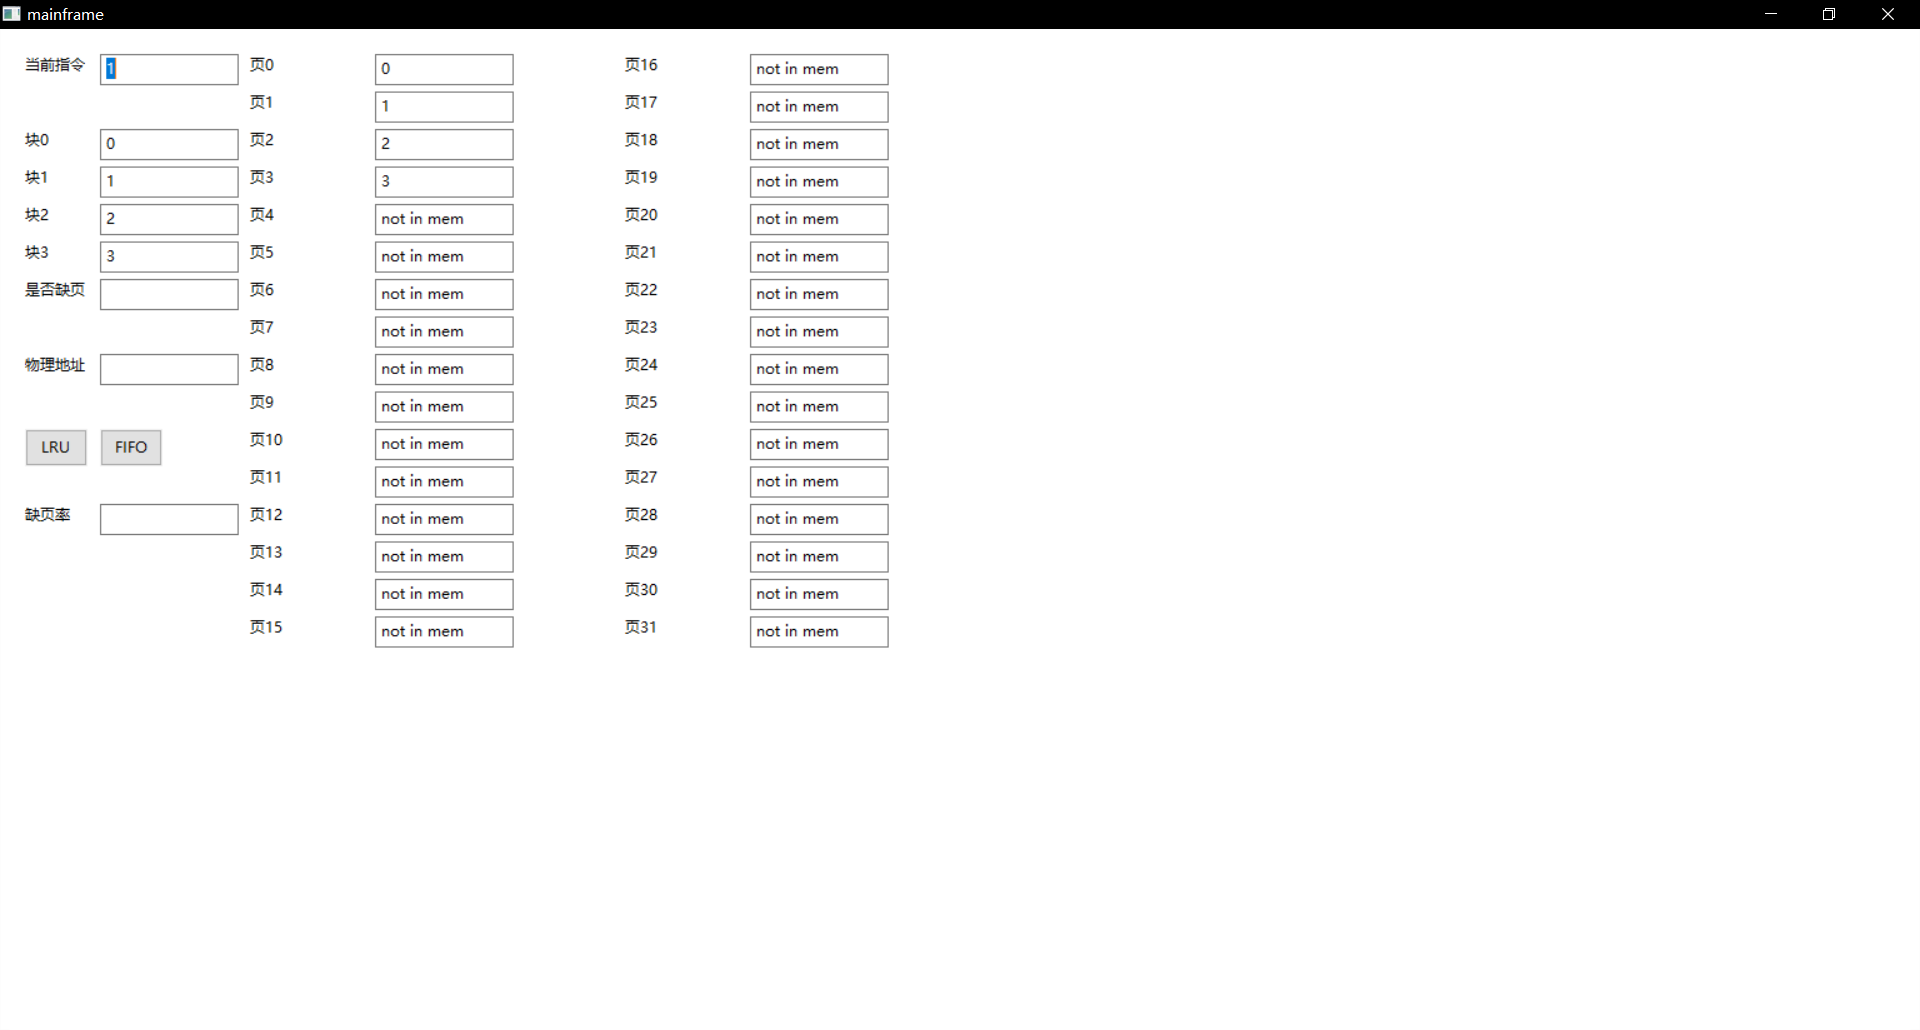 mainframe
当前指令 1 页0 0 页16 not in mem
页1 1 页17 not in mem
块0 0 页2 2 页18 not in mem
块1 1 页3 3 页19 not in mem
块2 2 页4 not in mem 页20 not in mem
块3 3 页5 not in mem 页21 not in mem
是否缺页 页6 not in mem 页22 not in mem
页7 not in mem 页23 not in mem
物理地址 页8 not in mem 页24 not in mem
页9 not in mem 页25 not in mem
LRU FIFO 页10 not in mem 页26 not in mem
页11 not in mem 页27 not in mem
缺页率 页12 not in mem 页28 not in mem
页13 not in mem 页29 not in mem
页14 not in mem 页30 not in mem
页15 not in mem 页31 not in mem